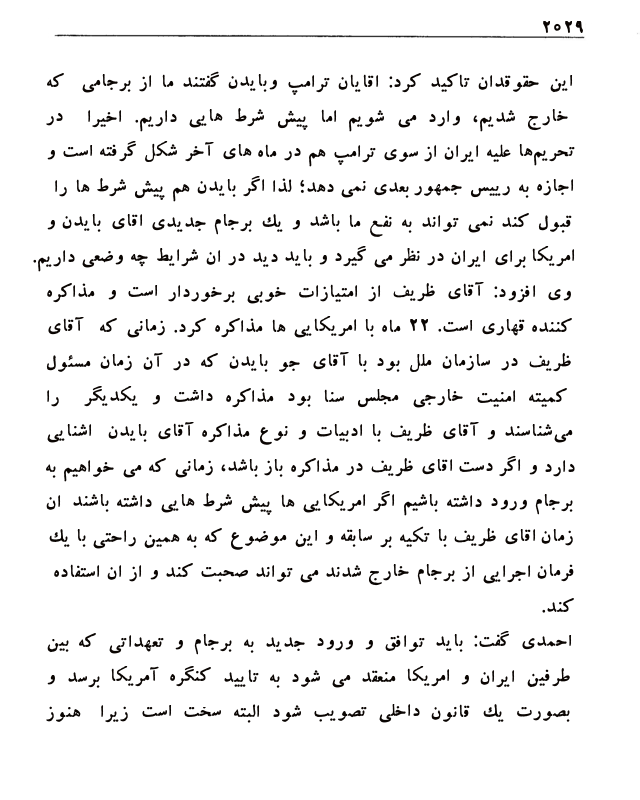 ۲۰۲۹
این حقوقدان تاکید کرد: اقایان ترامپ وبایدن گفتند ما از برجامی که
خارج شدیم، وارد می شویم اما پیش شرط هایی داریم. اخیرا در
تحریم‌ها علیه ایران از سوی ترامپ هم در ماه های آخر شکل گرفته است و
اجازه به رییس جمهور بعدی نمی دهد؛ لذا اگر بایدن هم پیش شرط ها را
قبول کند نمی تواند به نفع ما باشد و یك برجام جدیدی اقای بایدن و
امریکا برای ایران در نظر می گیرد و باید دید در ان شرایط چه وضعی داریم.
وی افزود: آقای ظریف از امتیازات خوبی برخوردار است و مذاکره
کننده قهاری است. ۲۲ ماه با امریکایی ها مذاکره کرد. زمانی که آقای
ظریف در سازمان ملل بود با آقای جو بایدن که در آن زمان مسئول
کمیته امنیت خارجی مجلس سنا بود مذاکره داشت و یکدیگر را
می‌شناسند و آقای ظریف با ادبیات و نوع مذاکره آقای بایدن اشنایی
دارد و اگر دست اقای ظریف در مذاکره باز باشد، زمانی که می خواهیم به
برجام ورود داشته باشیم اگر امریکایی ها پیش شرط هایی داشته باشند ان
زمان اقای ظریف با تکیه بر سابقه و این موضوع که به همین راحتی با یك
فرمان اجرایی از برجام خارج شدند می تواند صحبت کند و از ان استفاده
کند.
احمدی گفت: باید توافق و ورود جدید به برجام و تعهداتی که بین
طرفین ایران و امریکا منعقد می شود به تایید کنگره آمریکا برسد و
بصورت یك قانون داخلی تصویب شود البته سخت است زیرا هنوز